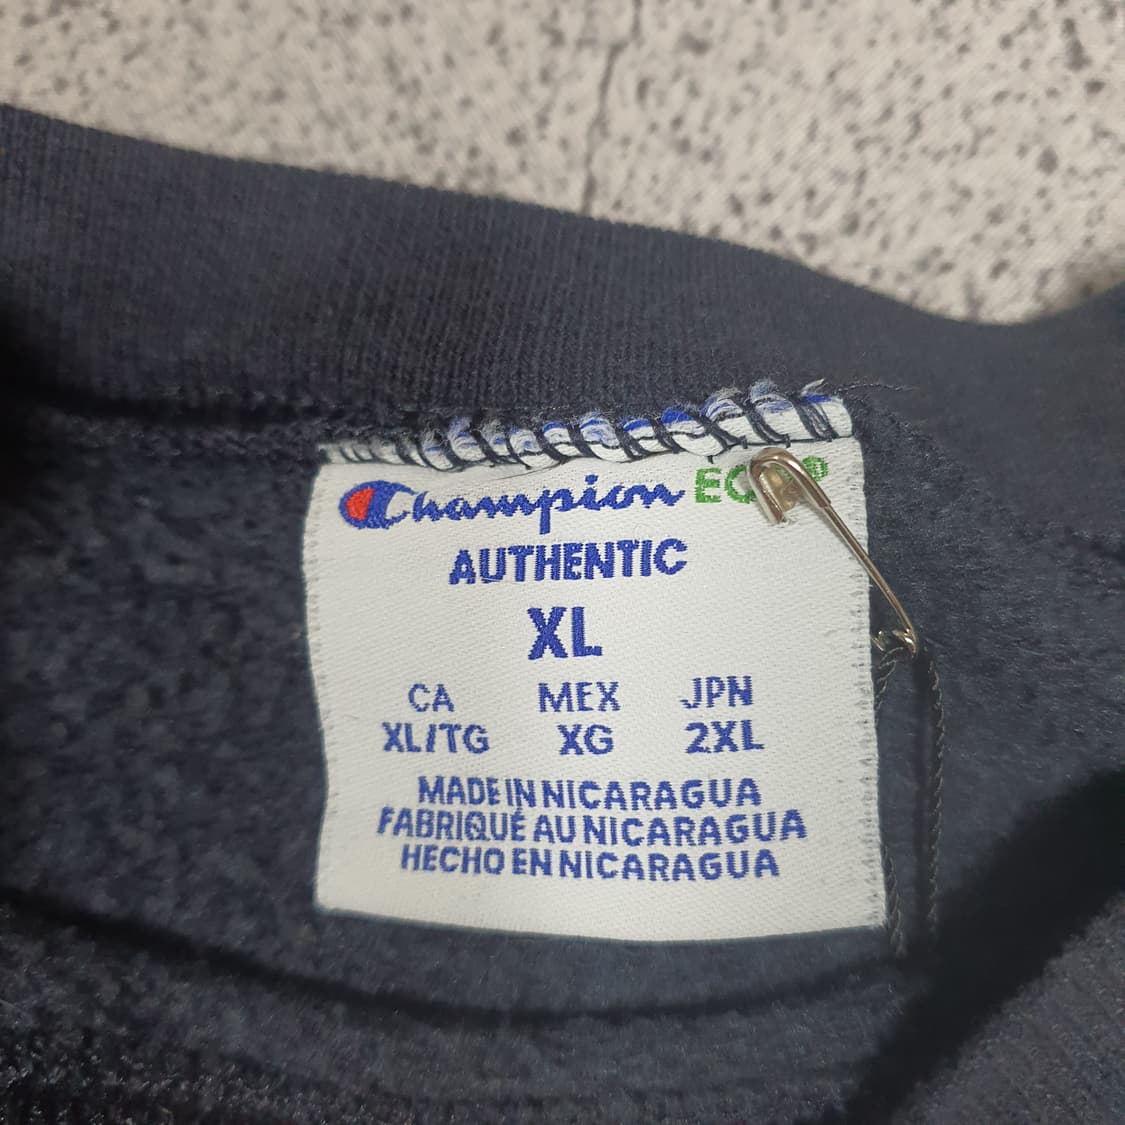 Champion
AUTHENTIC
XL
CA MEX JPN
XL/TG XG 2XL
MADE IN NICARAGUA
FABRIQUÉ AU NICARAGUA
HECHO EN NICARAGUA